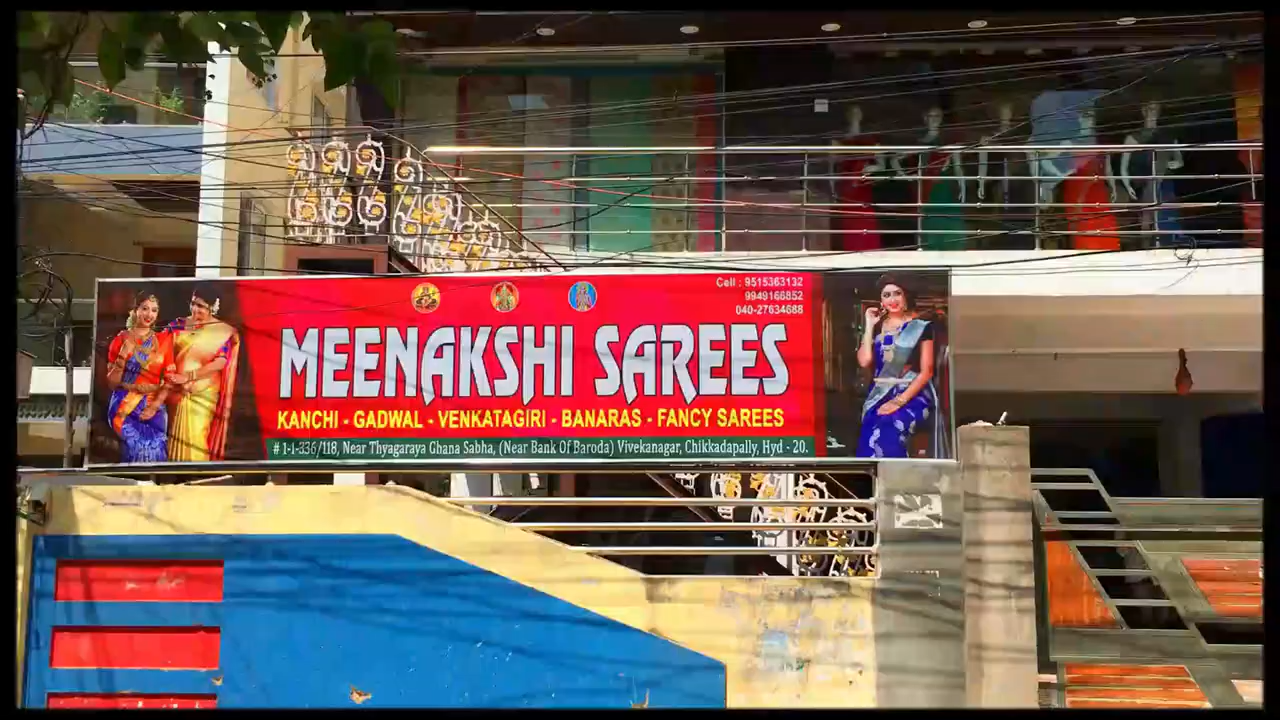 Cell : 9515363132
9949166852
040-27634688
MEENAKSHI SAREES
KANCHI - GADWAL - VENKATAGIRI - BANARAS - FANCY SAREES
# 1-1-336/118, Near Thyagaraya Ghana Sabha, (Near Bank Of Baroda) Vivekanagar, Chikkadapally, Hyd - 20.